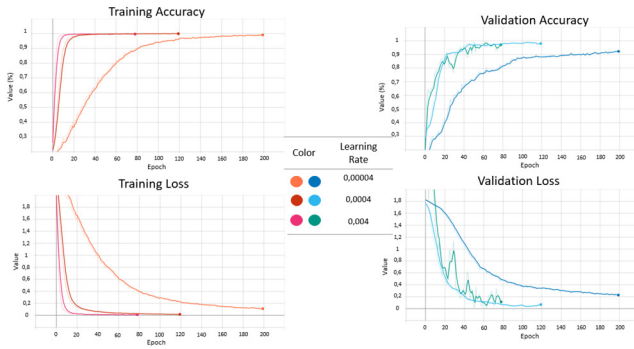 Training Accuracy
Value (%)
1
0,9
0,8
0,7
0,6
0,5
0,4
0,3
0 20 40 60 80 100 120 140 160 180 200
Epoch
Validation Accuracy
Value (%)
1
0,9
0,8
0,7
0,6
0,5
0,4
0,3
0 20 40 60 80 100 120 140 160 180 200
Epoch
Color Learning Rate
0,00004
0,0004
0,004
Training Loss
Value
1,8
1,6
1,4
1,2
1
0,8
0,6
0,4
0,2
0
0 20 40 60 80 100 120 140 160 180 200
Epoch
Validation Loss
Value
1,8
1,6
1,4
1,2
1
0,8
0,6
0,4
0,2
0
0 20 40 60 80 100 120 140 160 180 200
Epoch